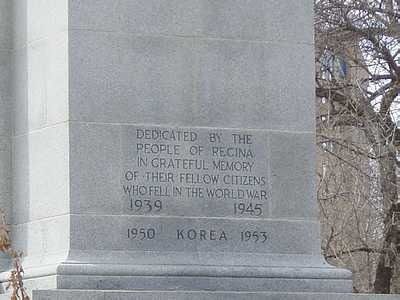 DEDICATED BY THE
PEOPLE OF REGINA
IN GRATEFUL MEMORY
OF THEIR FELLOW CITIZENS
WHO FELL IN THE WORLD WAR
1939 1945
1950 KOREA 1953